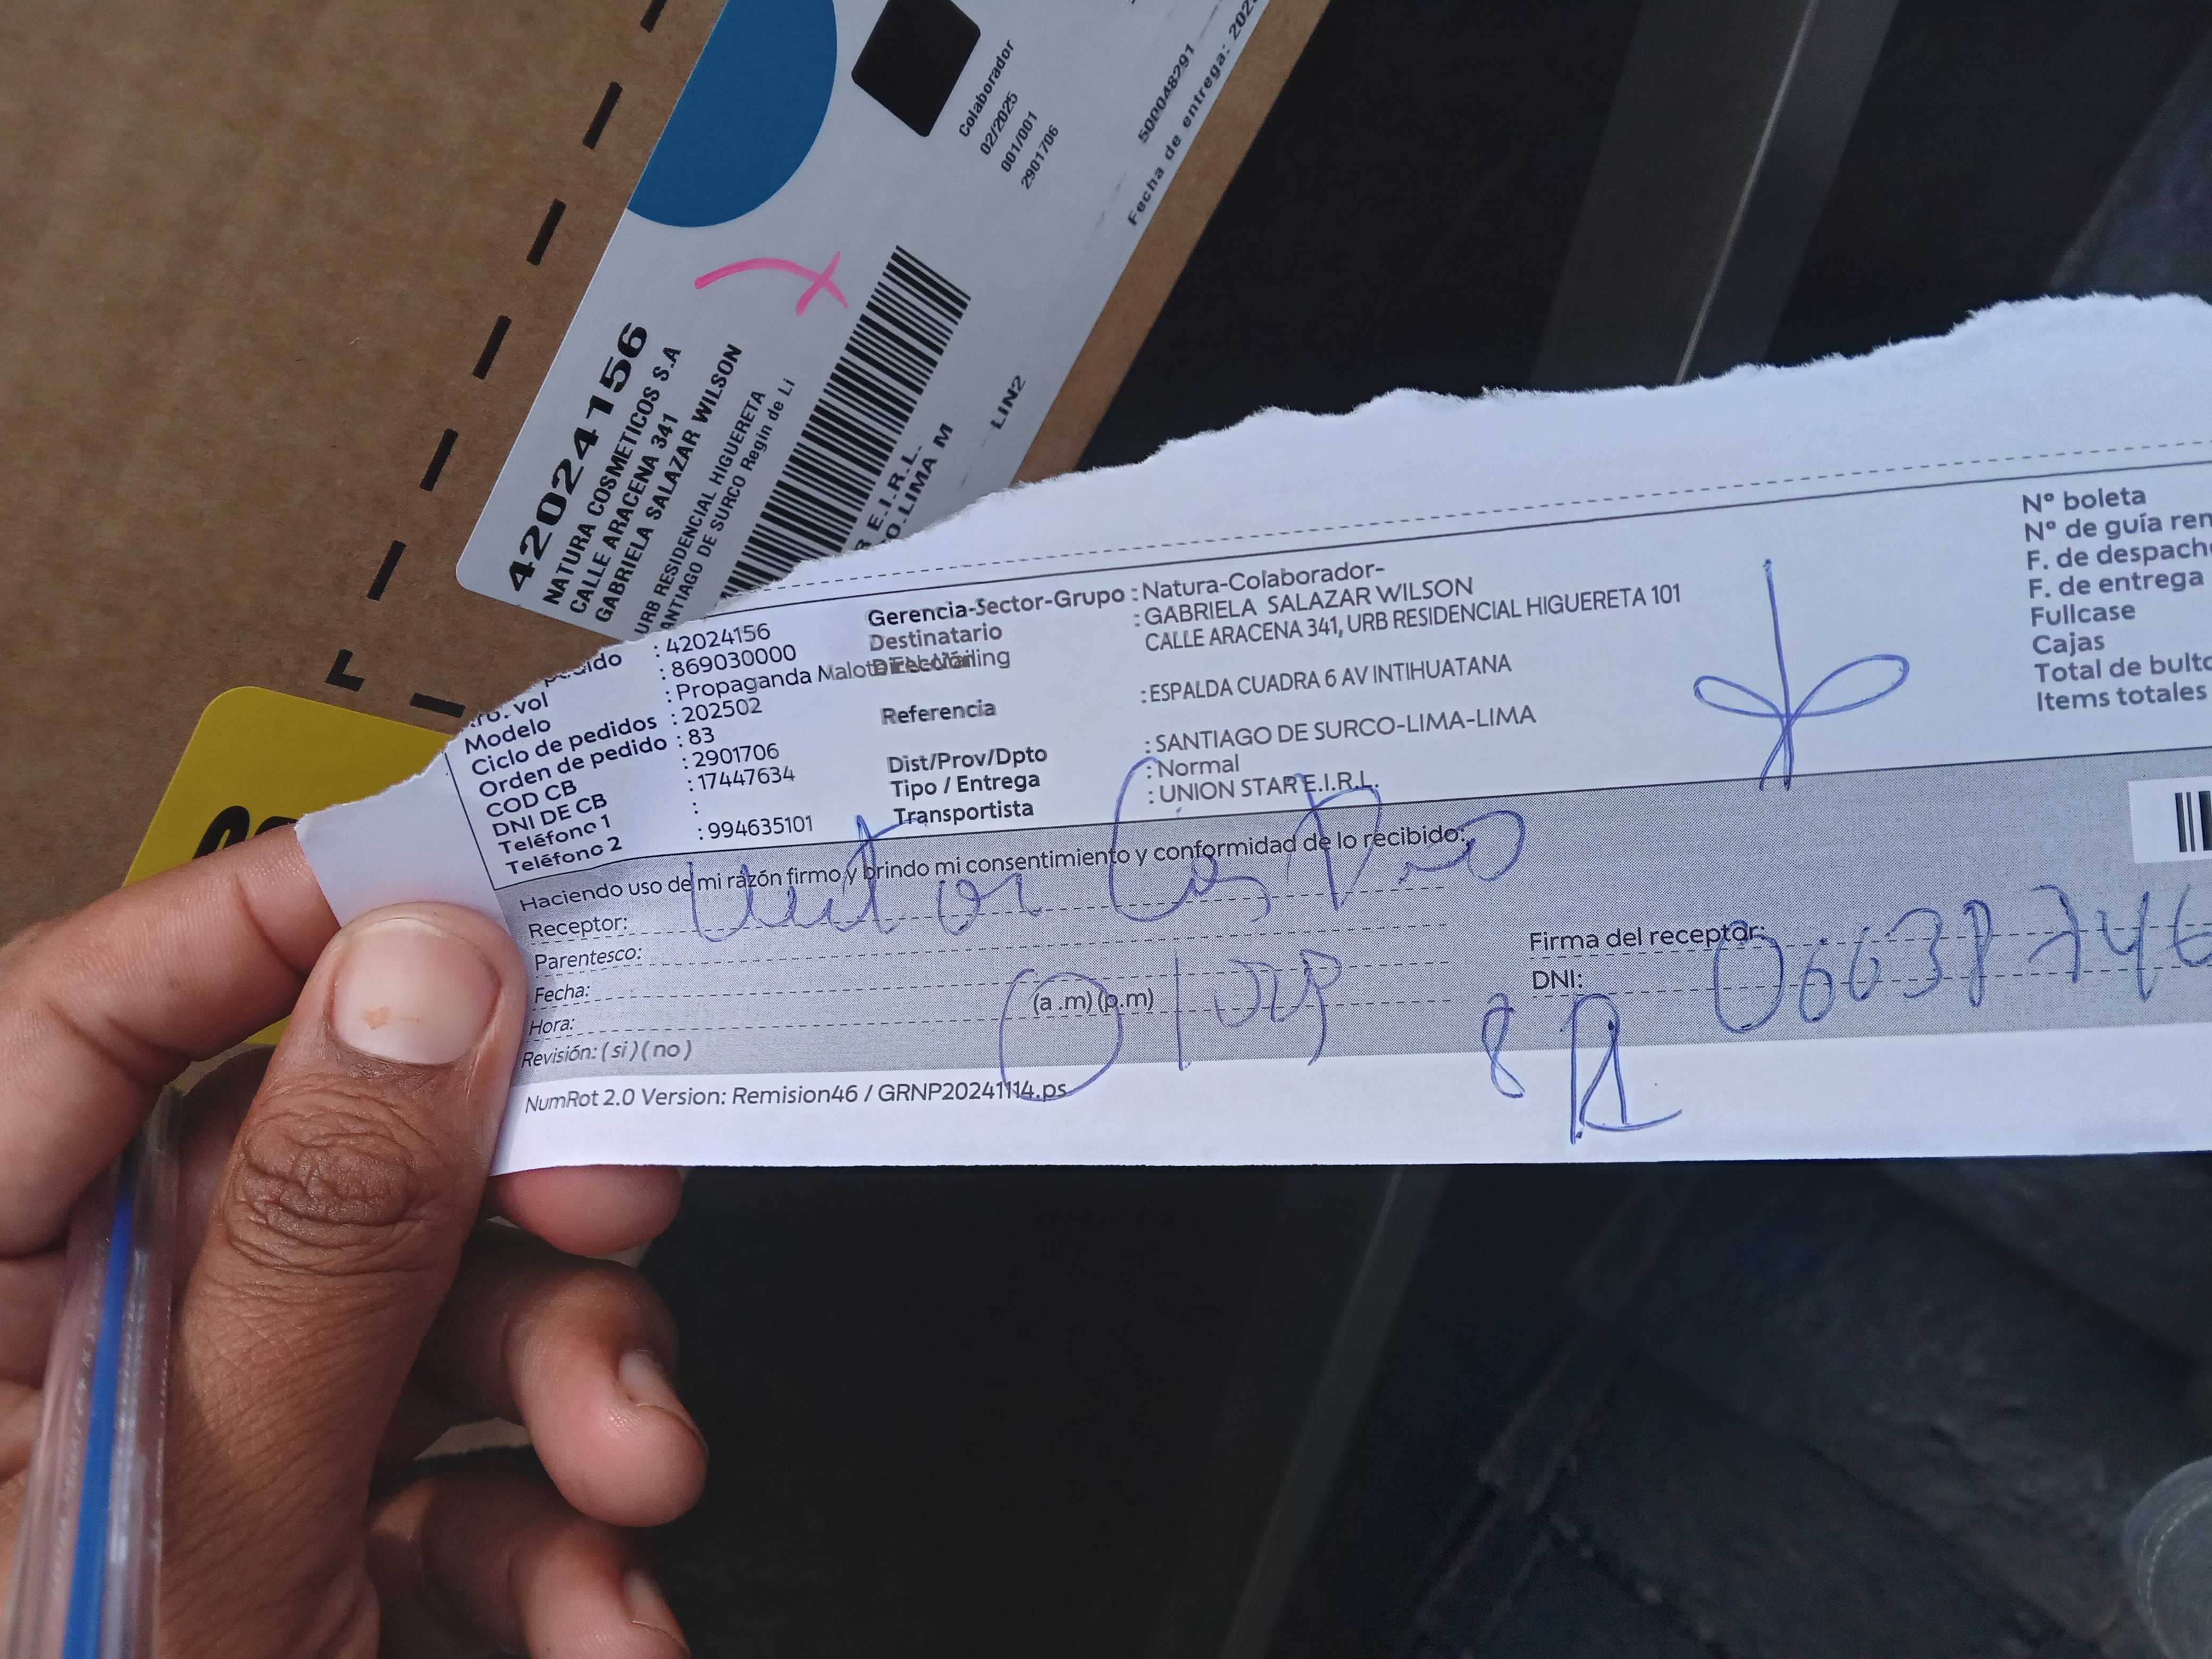 Colaborador
02/2025
001/001
2901706
500048291
Fecha de entrega:
42024156
NATURA COSMETICOS S.A
CALLE ARACENA 341
GABRIELA SALAZAR WILSON
URB RESIDENCIAL HIGUERETA
SANTIAGO DE SURCO Regin de Li
E.I.R.L.
LIMA M
LIN2
: 42024156
: 869030000
: Propaganda
Modelo
Ciclo de pedidos : 202502
Orden de pedido : 83
COD CB : 2901706
DNI DE CB : 17447634
Teléfono 1 :
Teléfono 2 : 994635101
Gerencia-Sector-Grupo : Natura-Colaborador-
Destinatario : GABRIELA SALAZAR WILSON
CALLE ARACENA 341, URB RESIDENCIAL HIGUERETA 101
Referencia : ESPALDA CUADRA 6 AV INTIHUATANA
Dist/Prov/Dpto : SANTIAGO DE SURCO-LIMA-LIMA
Tipo / Entrega : Normal
Transportista : UNION STAR E.I.R.L.
Nº boleta
Nº de guía
F. de despacho
F. de entrega
Fullcase
Cajas
Total de
Items totales
Haciendo uso de mi razón firmo y brindo mi consentimiento y conformidad de lo recibido:
Receptor:
Parentesco:
Fecha:
Hora: (a .m) (p.m)
Revisión: ( si ) ( no )
Firma del receptor:
DNI:
NumRot 2.0 Version: Remision46 / GRNP20241114.ps